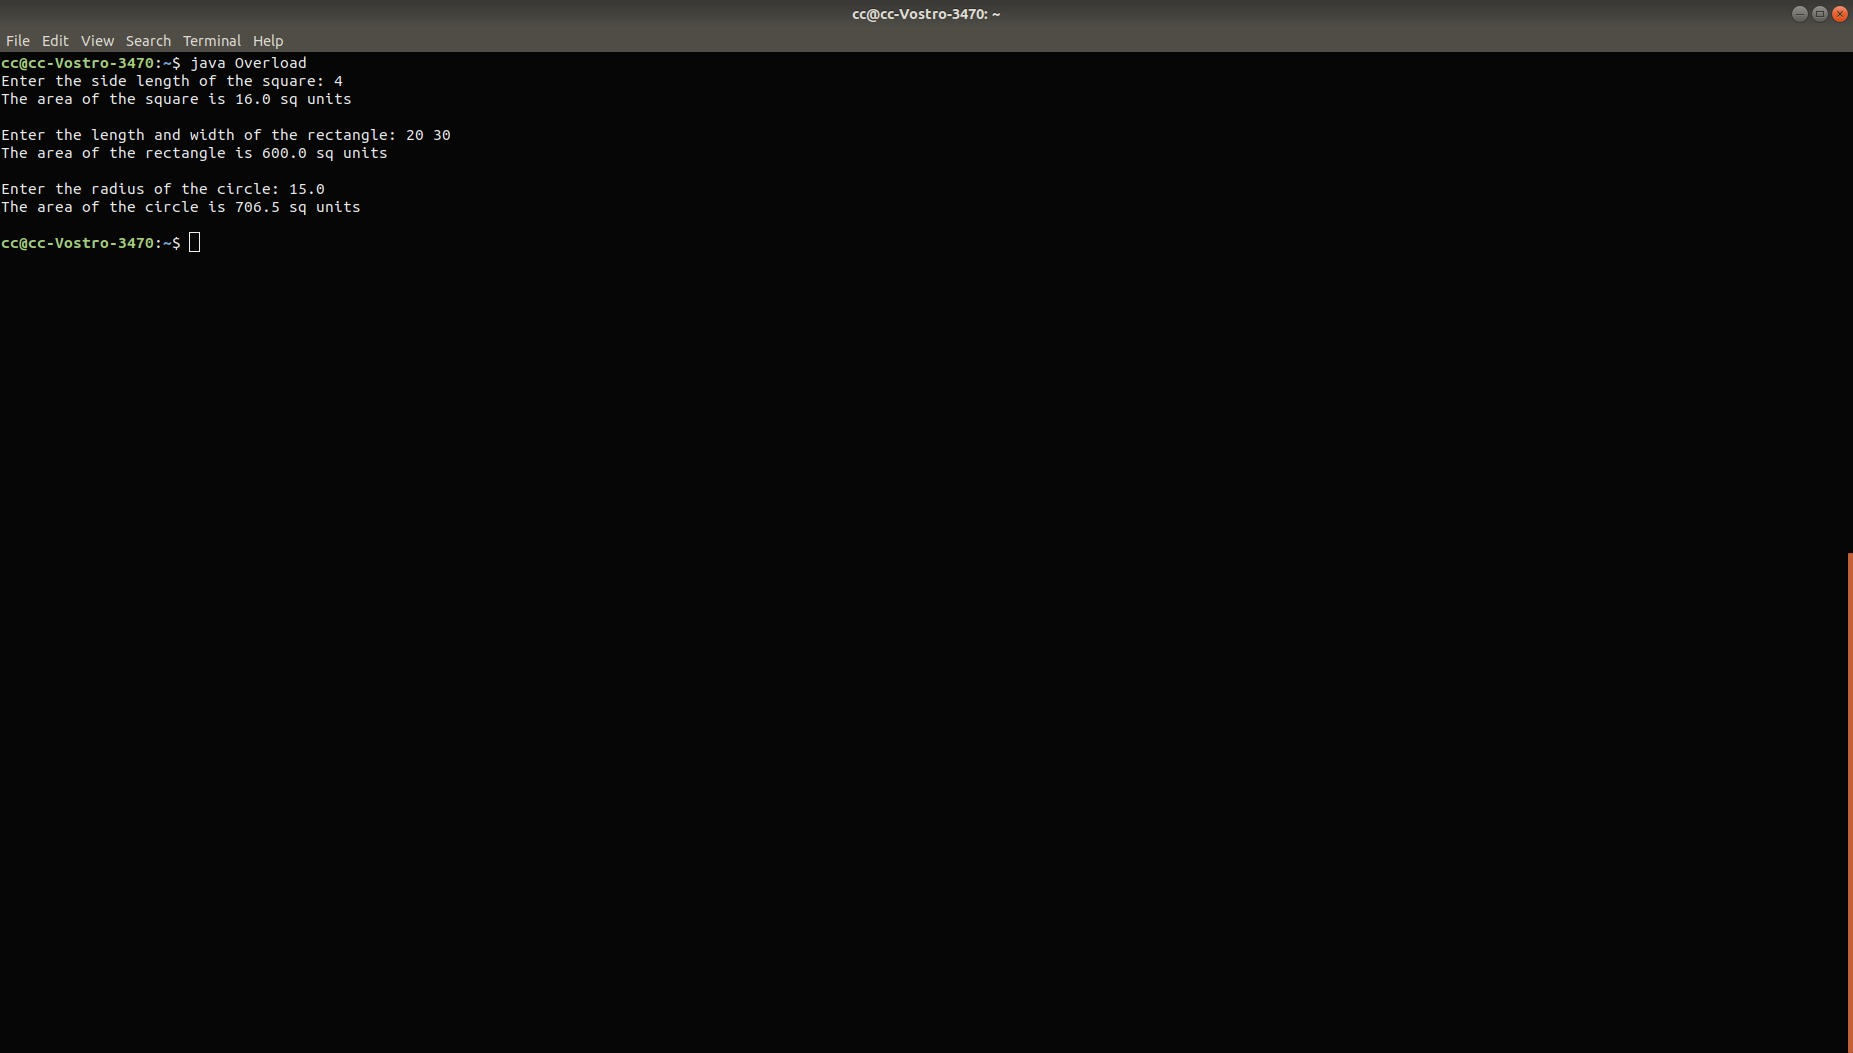 cc@cc-Vostro-3470: ~
File Edit View Search Terminal Help
cc@cc-Vostro-3470:~$ java Overload
Enter the side length of the square: 4
The area of the square is 16.0 sq units
Enter the length and width of the rectangle: 20 30
The area of the rectangle is 600.0 sq units
Enter the radius of the circle: 15.0
The area of the circle is 706.5 sq units
cc@cc-Vostro-3470:~$